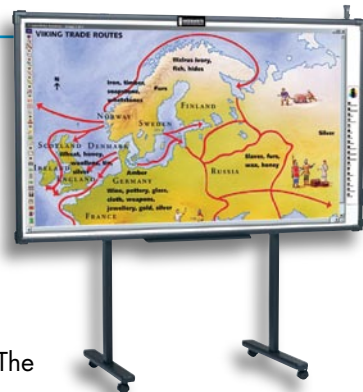 VIKING TRADE ROUTES
Walrus ivory,
fish, hides
Iron, timber,
soapstone,
whetstones
Furs
N
FINLAND
NORWAY
SWEDEN
Silver
SCOTLAND
DENMARK
Wheat, honey,
woollens, tin,
silver
IRELAND
ENGLAND
Amber
GERMANY
Slaves, furs,
wax, honey
RUSSIA
Wine, pottery, glass,
cloth, weapons,
jewellery, gold, silver
FRANCE
The